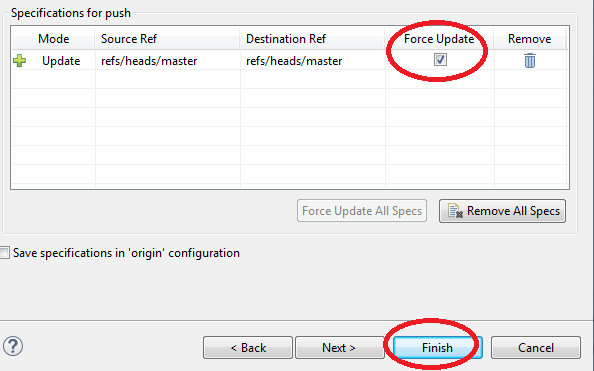 Specifications for push
Mode Source Ref Destination Ref Force Update Remove
Update refs/heads/master refs/heads/master
Force Update All Specs Remove All Specs
Save specifications in 'origin' configuration
? < Back Next > Finish Cancel